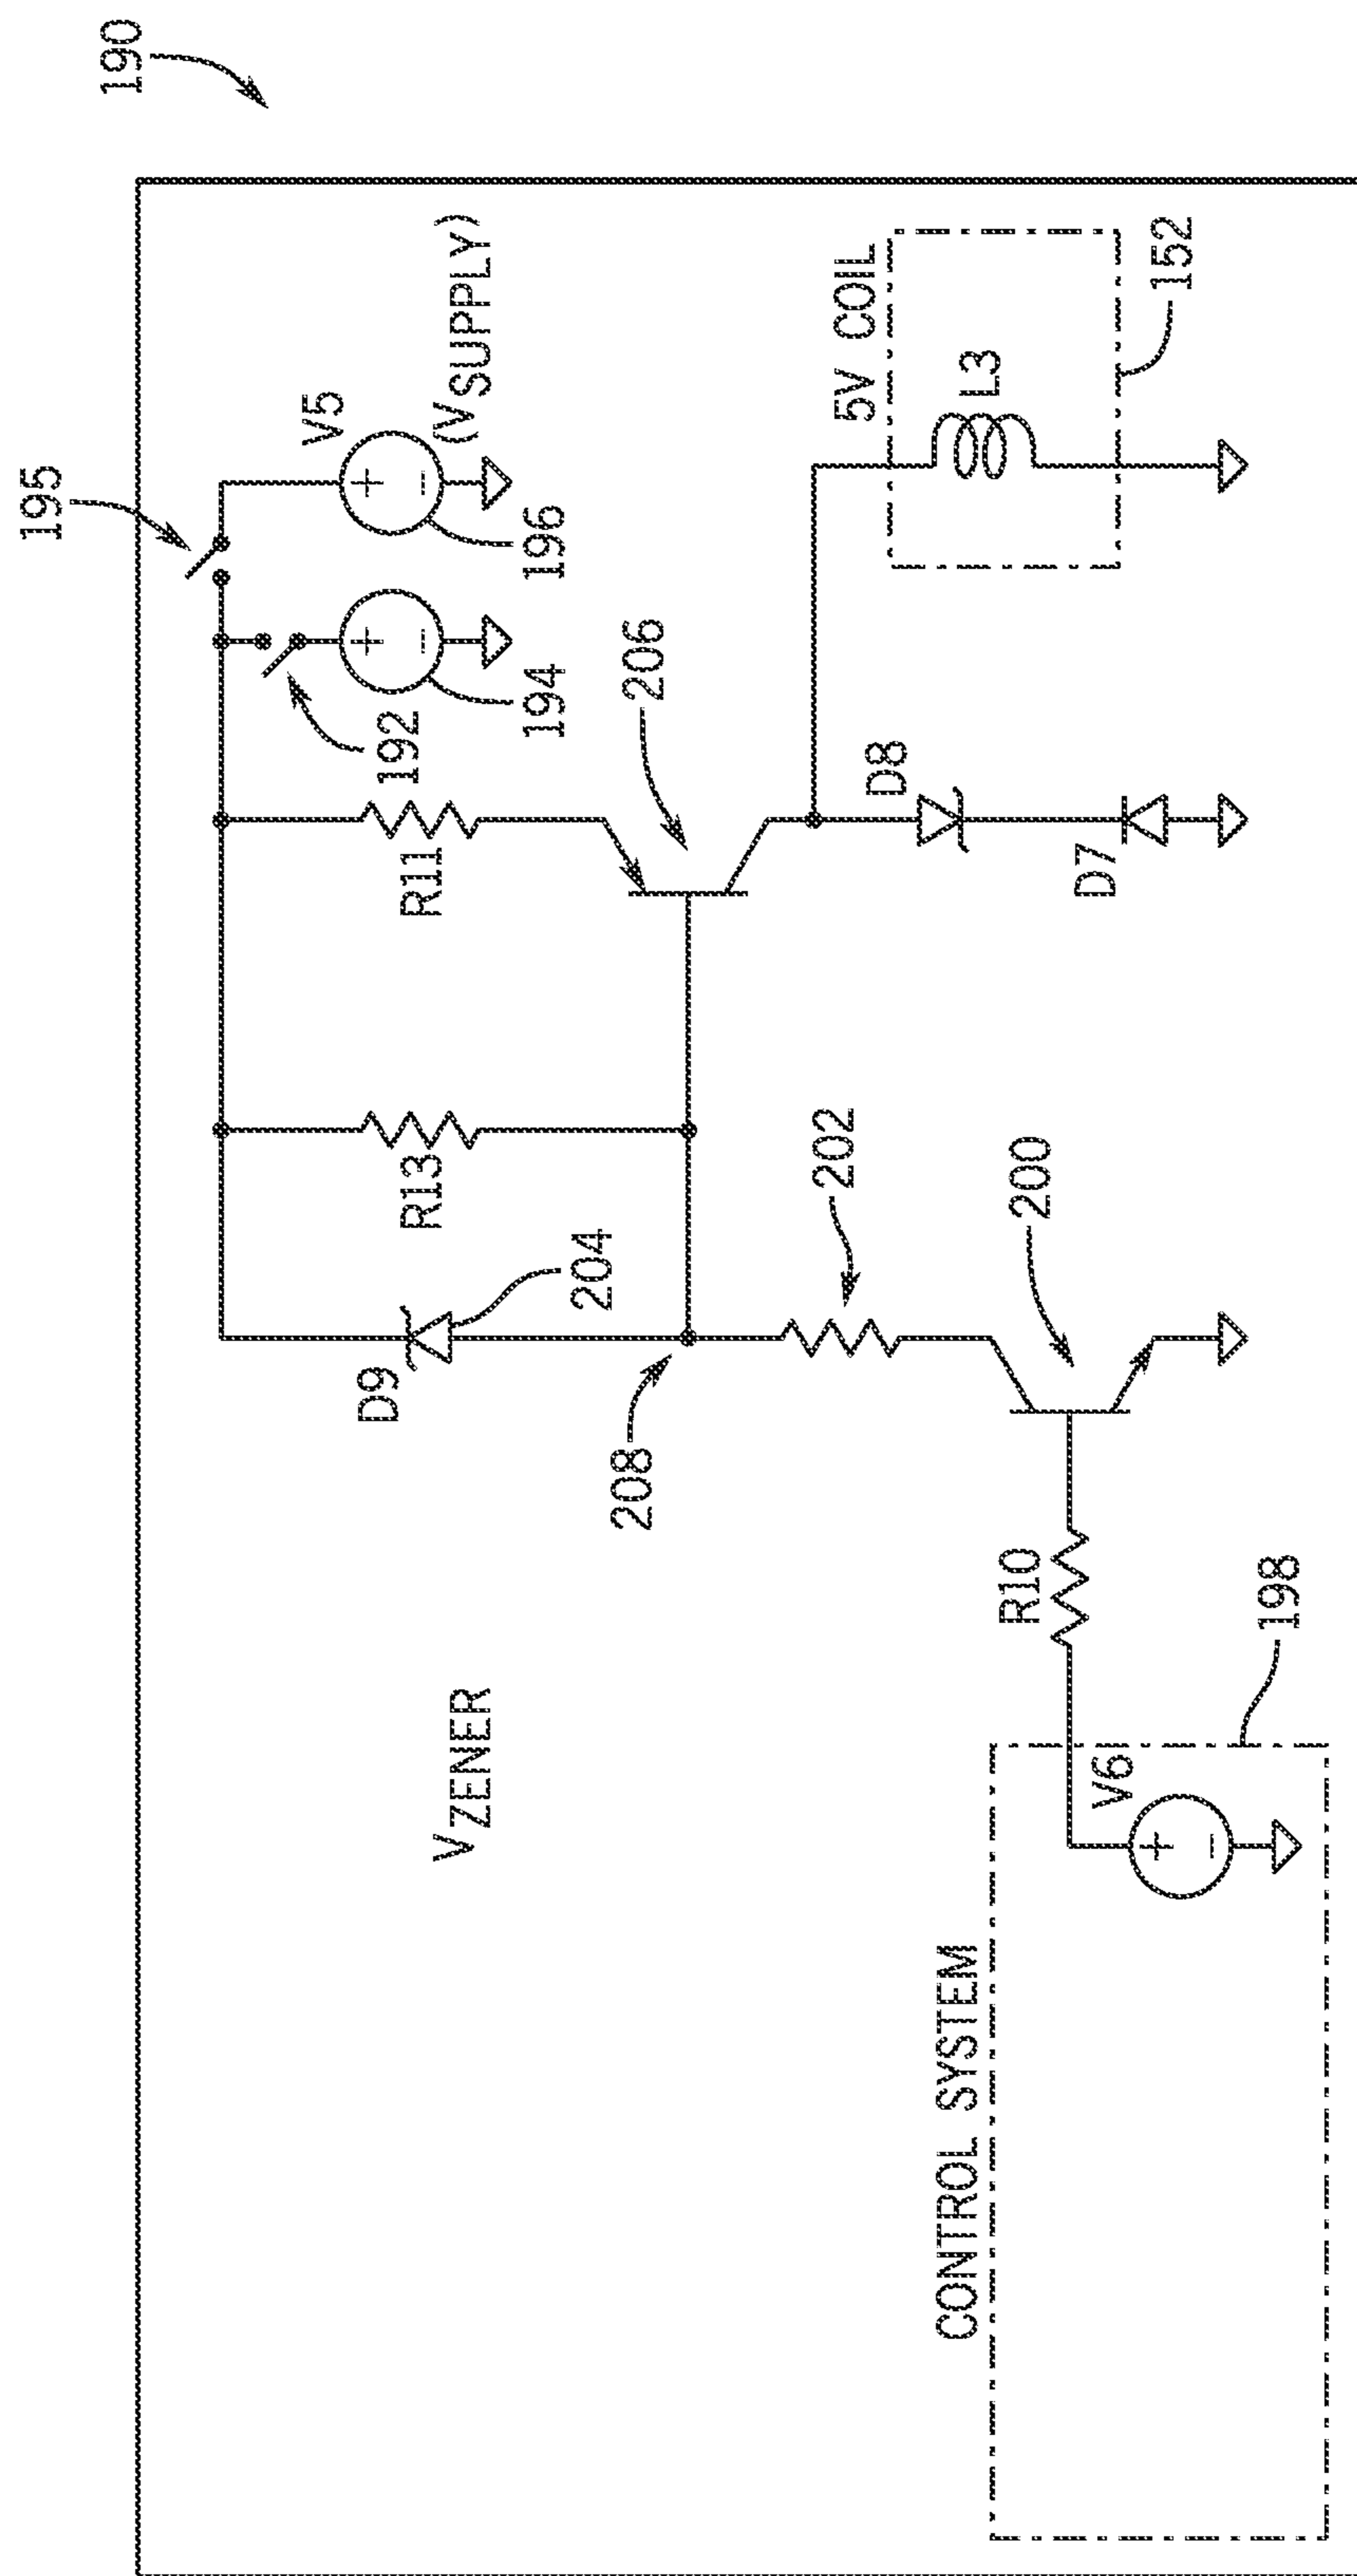 190
195
V5
(VSUPPLY)
196
194
192
5V COIL
L3
152
206
R11
D8
D7
R13
204
D9
208
202
200
R10
198
VZENER
V6
CONTROL SYSTEM
+
−
+
−
+
−